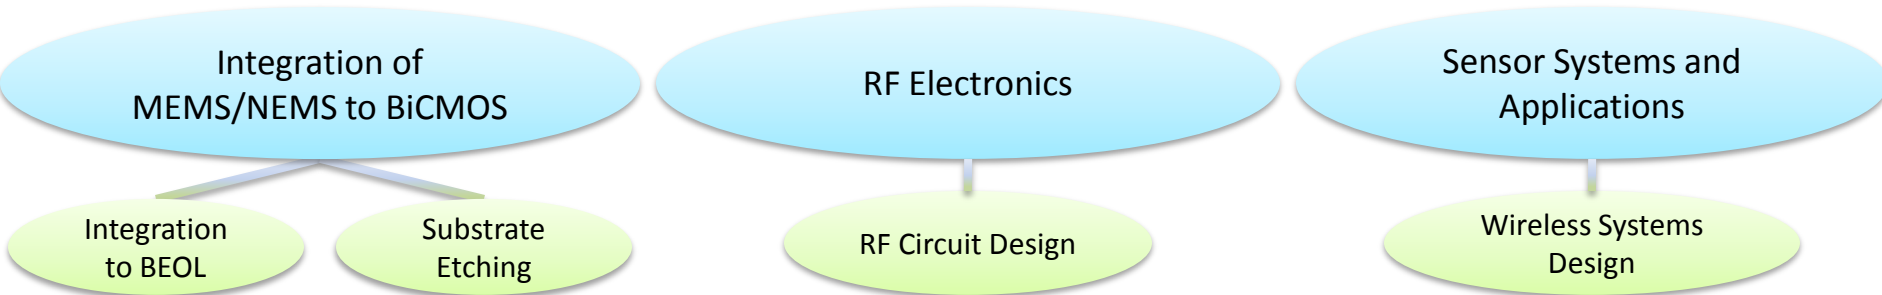 Integration of
MEMS/NEMS to BiCMOS
RF Electronics
Sensor Systems and
Applications
Integration
to BEOL
Substrate
Etching
RF Circuit Design
Wireless Systems
Design